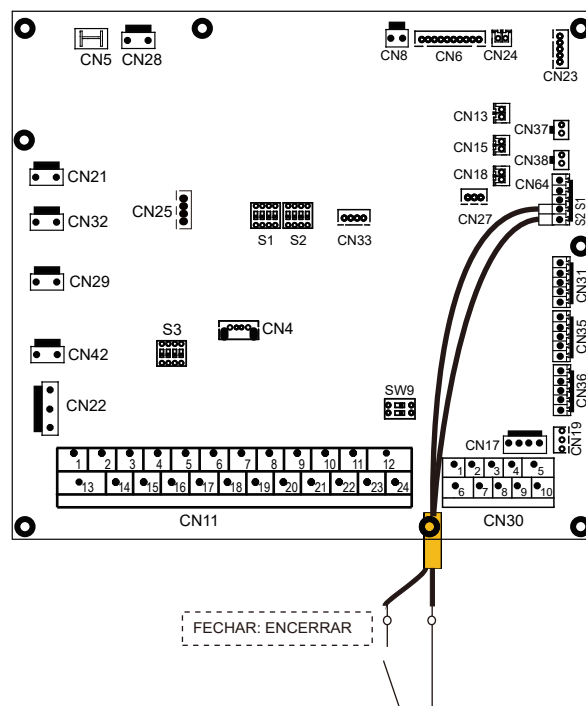 CN5
CN28
CN8
CN6
CN24
CN23
CN13
CN37
CN15
CN38
CN18
CN64
CN21
CN25
CN32
CN27
S1
S2
S1
S2
CN33
CN29
CN31
S3
CN4
CN35
CN42
CN22
SW9
CN36
CN17
CN19
1 2 3 4 5 6 7 8 9 10 11 12
13 14 15 16 17 18 19 20 21 22 23 24
CN11
1 2 3 4 5
6 7 8 9 10
CN30
FECHAR: ENCERRAR